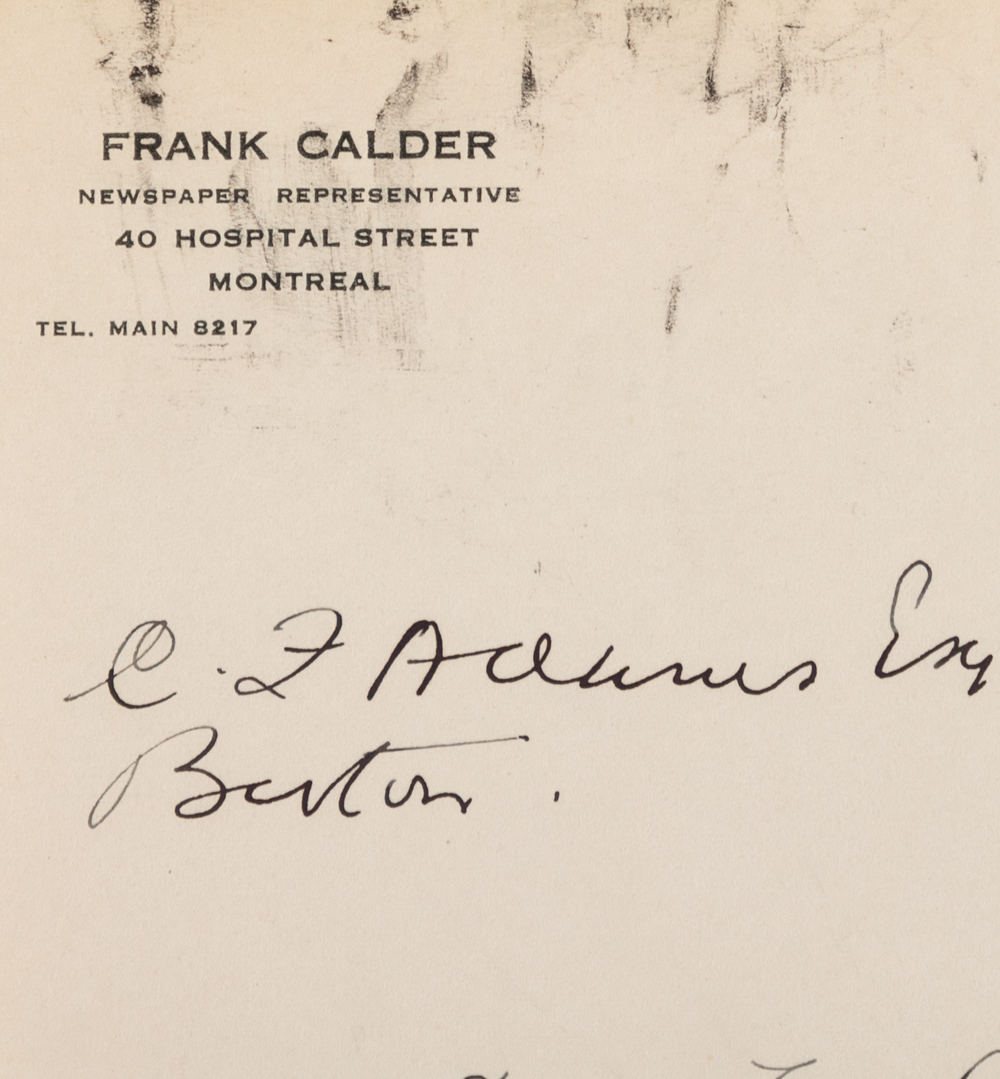 FRANK CALDER
NEWSPAPER REPRESENTATIVE
40 HOSPITAL STREET
MONTREAL
TEL. MAIN 8217
C. F Adams Esq
Boston.